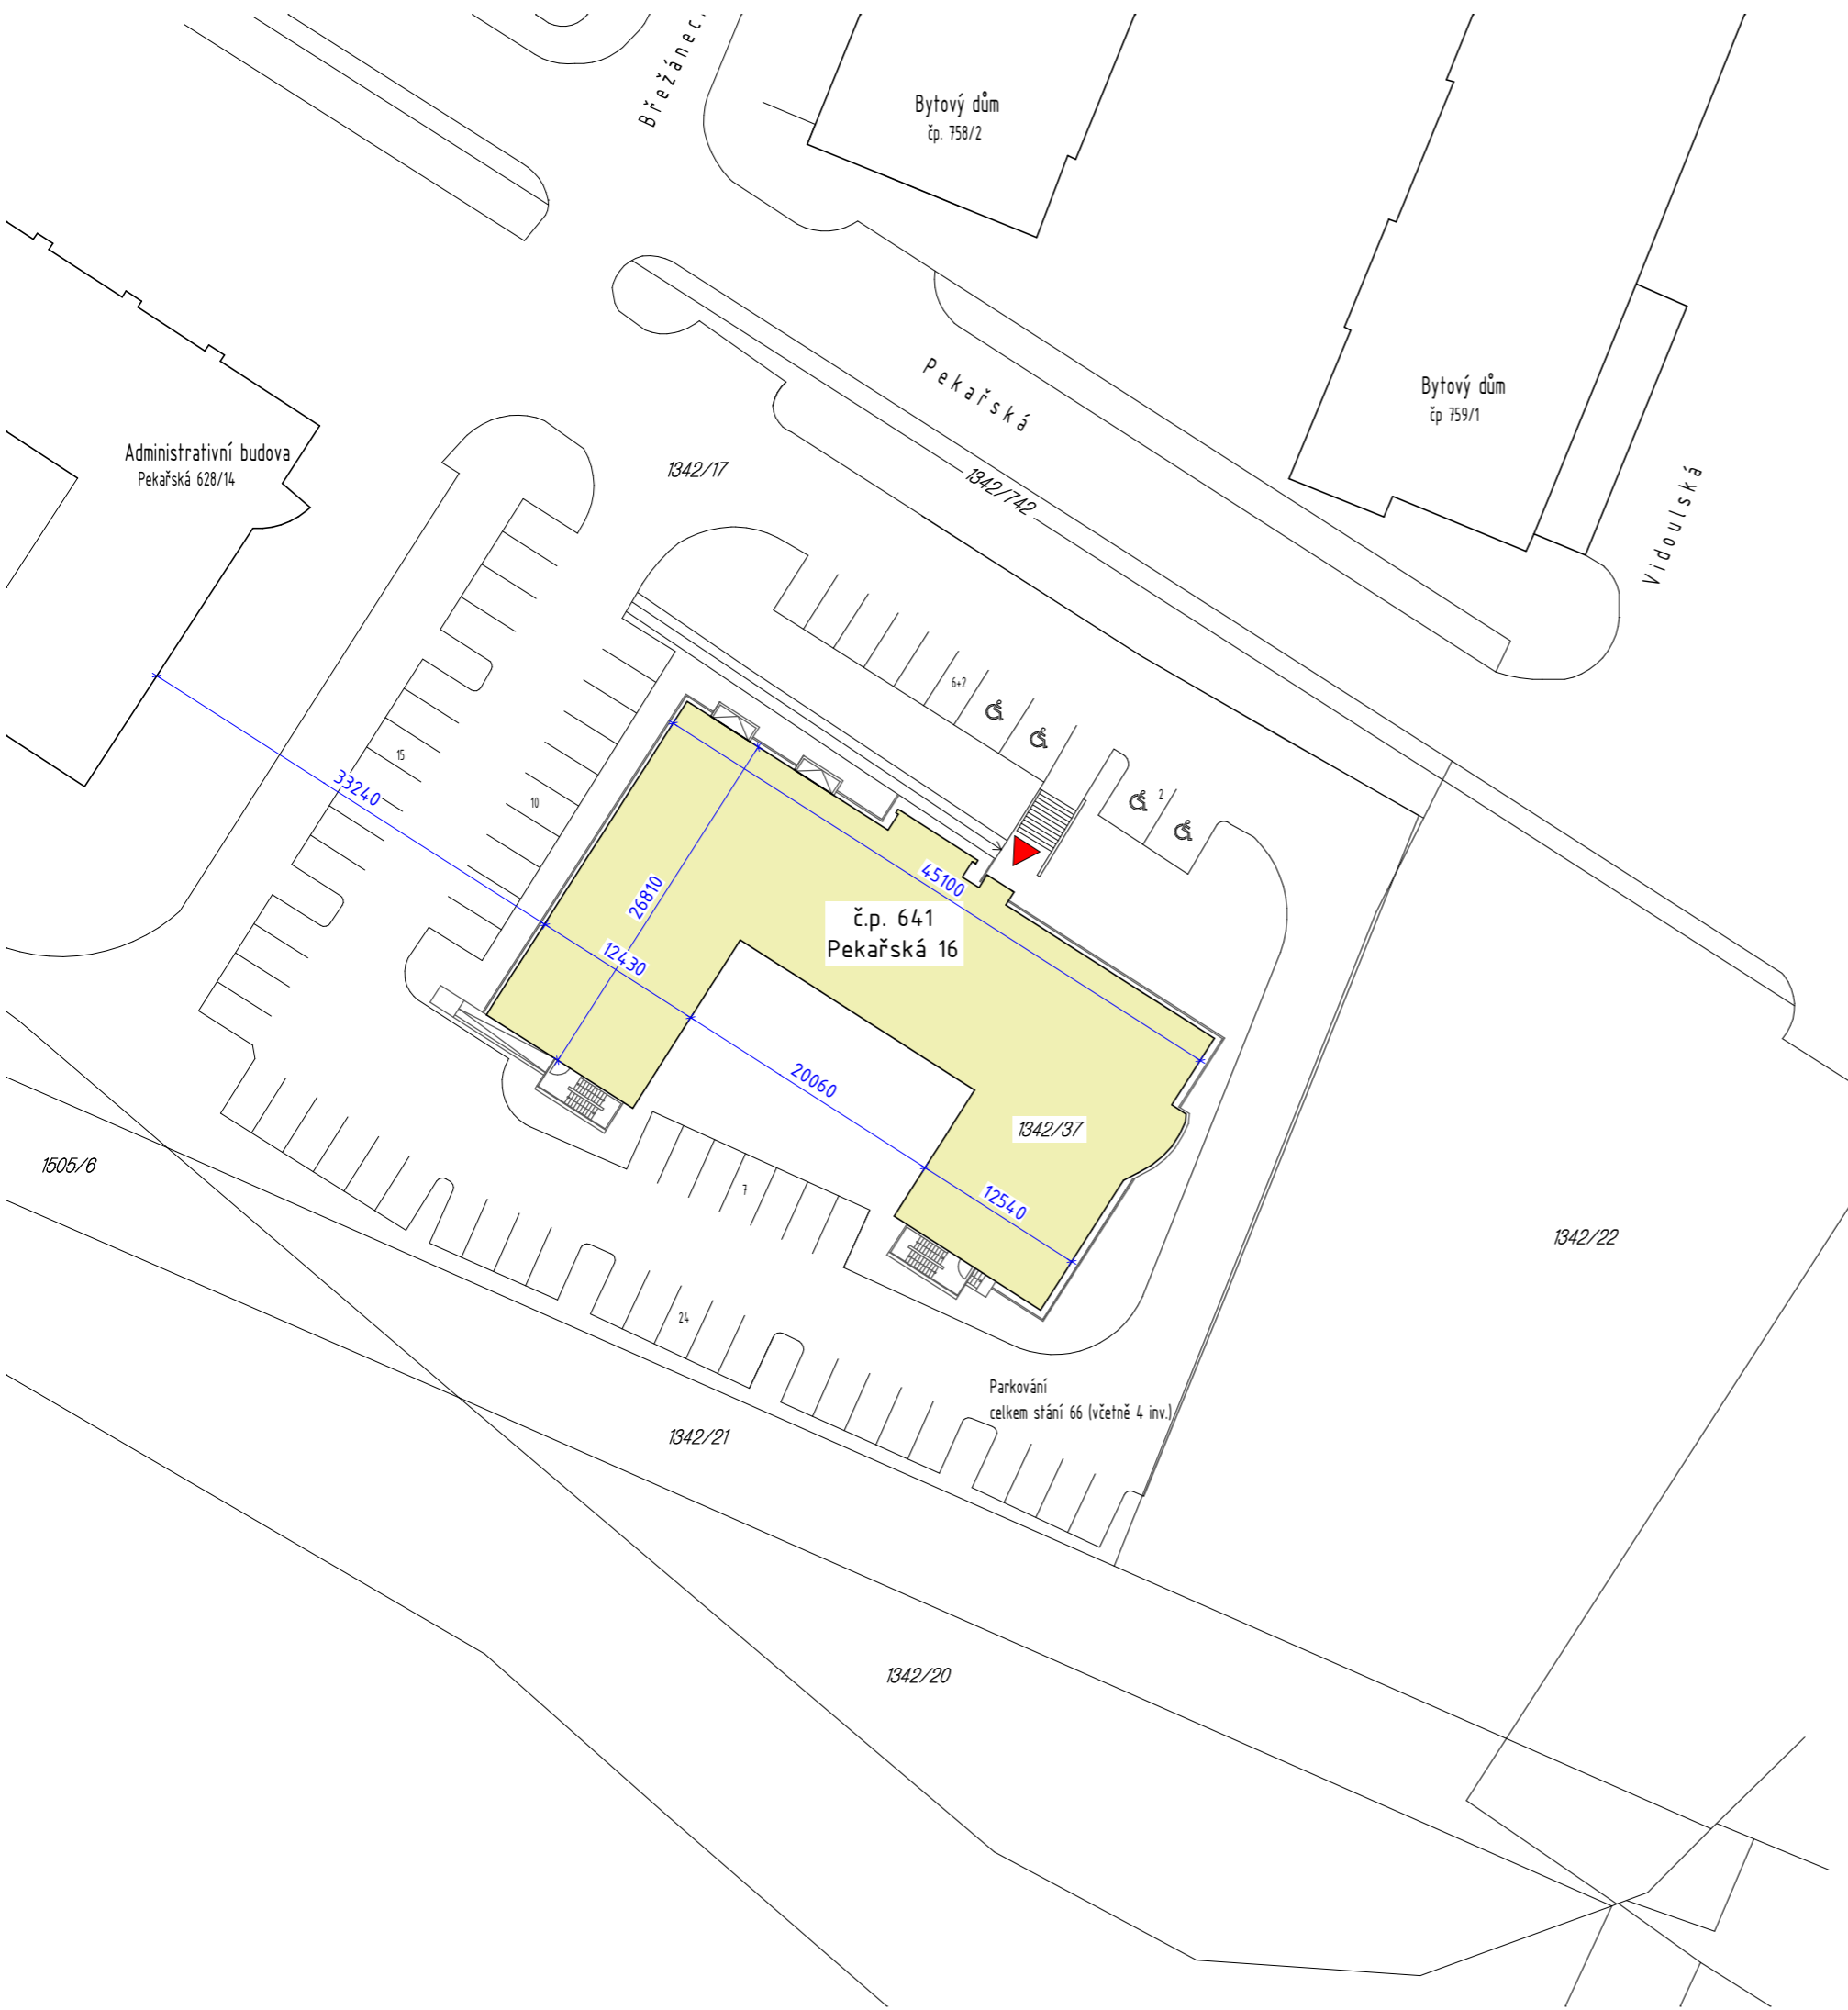 Břežánec
Bytový dům
čp. 758/2
Pekařská
Bytový dům
čp 759/1
Administrativní budova
Pekařská 628/14
1342/17
1342/742
Vidoulská
6+2
15
33240
10
2
45100
26810
č.p. 641
Pekařská 16
12430
20060
1342/37
1505/6
7
12540
1342/22
24
Parkování
celkem stání 66 (včetně 4 inv.)
1342/21
1342/20